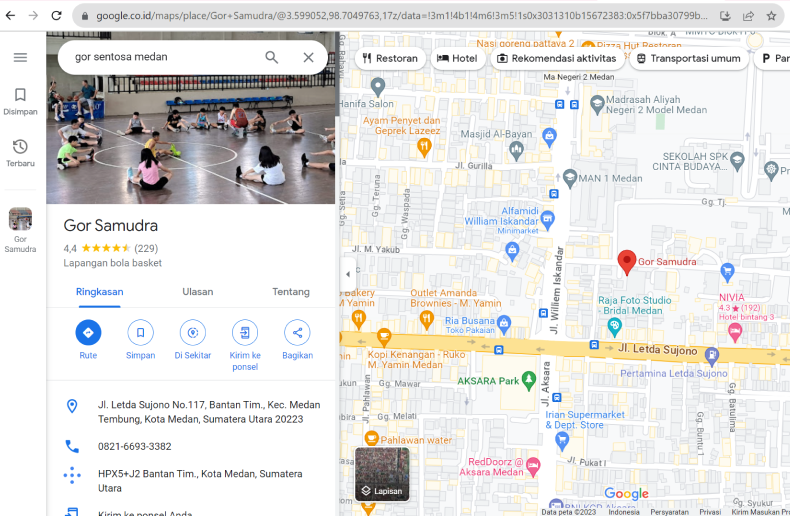 google.co.id/maps/place/Gor+Samudra/@3.599052,98.7049763,17z/data=!3m1!4b1!4m6!3m5!1s0x3031310b15672383:0x5f7bba30799b...
gor sentosa medan
Disimpan
Terbaru
Gor
Samudra
Gor Samudra
4,4 (229)
Lapangan bola basket
Ringkasan Ulasan Tentang
Rute Simpan Di Sekitar Kirim ke
ponsel Bagikan
Jl. Letda Sujono No.117, Bantan Tim., Kec. Medan
Tembung, Kota Medan, Sumatera Utara 20223
0821-6693-3382
HPX5+J2 Bantan Tim., Kota Medan, Sumatera
Utara
Kirim ke ponsel Anda
Nasi goreng pattaya 2
Pizza Hut Restoran
Restoran Hotel Rekomendasi aktivitas Transportasi umum
Ma Negeri 2 Medan
Hanifa Salon
Madrasah Aliyah
Negeri 2 Model Medan
Ayam Penyet dan
Geprek Lazeez
Masjid Al-Bayan
SEKOLAH SPK
CINTA BUDAYA...
Jl. Gurilla
MAN 1 Medan
Gg. Teruna
Gg. Waspada
Gg. Setra
Gg. Tj.
Alfamidi
William Iskandar
Minimarket
Jl. M. Yakub
Jl. Williem Iskandar
Gor Samudra
Bakery
M Yamin
Outlet Amanda
Brownies - M. Yamin
Raja Foto Studio -
Bridal Medan
NIVIA
4.3 (192)
Hotel bintang 3
Ria Busana
Toko Pakaian
Kopi Kenangan - Ruko
M Yamin Medan
Jl. Letda Sujono
Pertamina Letda Sujono
Gg. Mawar
AKSARA Park
Jl. Aksara
Jl. Pahlawan
Gg. Melati
Irian Supermarket
& Dept. Store
Gg. Buntu 1
Gg. Batulima
Pahlawan water
Lapisan
RedDoorz @
Aksara Medan
Jl. Pukat I
Google
Gg. Syukur
Data peta ©2023 Indonesia Persyaratan Privasi Kirim Masukan